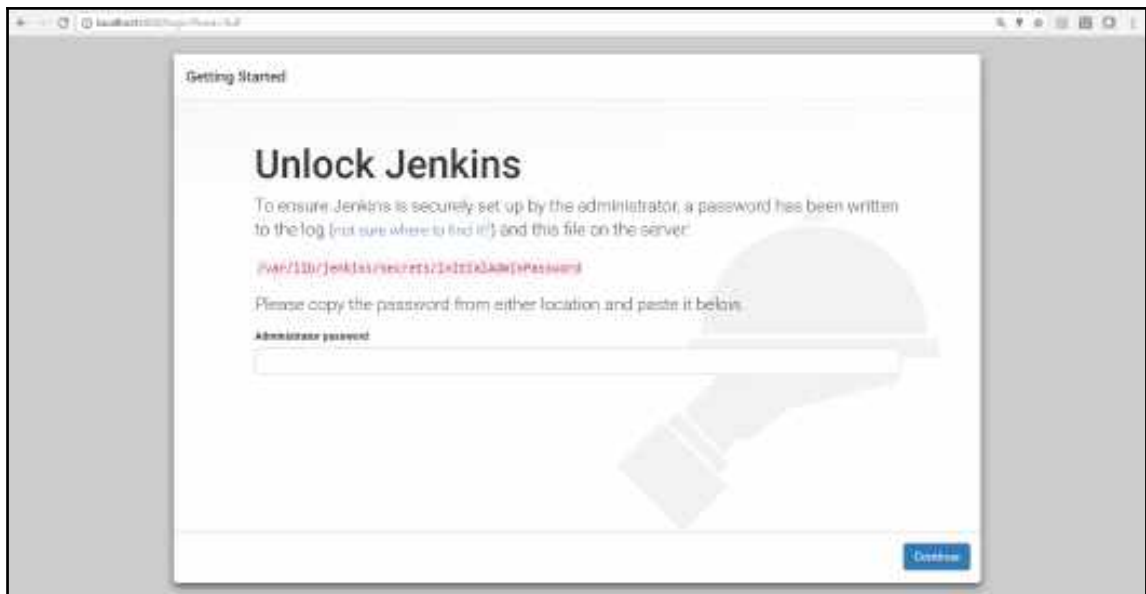 Getting Started
Unlock Jenkins
To ensure Jenkins is securely set up by the administrator, a password has been written
to the log (not sure where to find it?) and this file on the server:
/var/lib/jenkins/secrets/initialAdminPassword
Please copy the password from either location and paste it below.
Administrator password
Continue